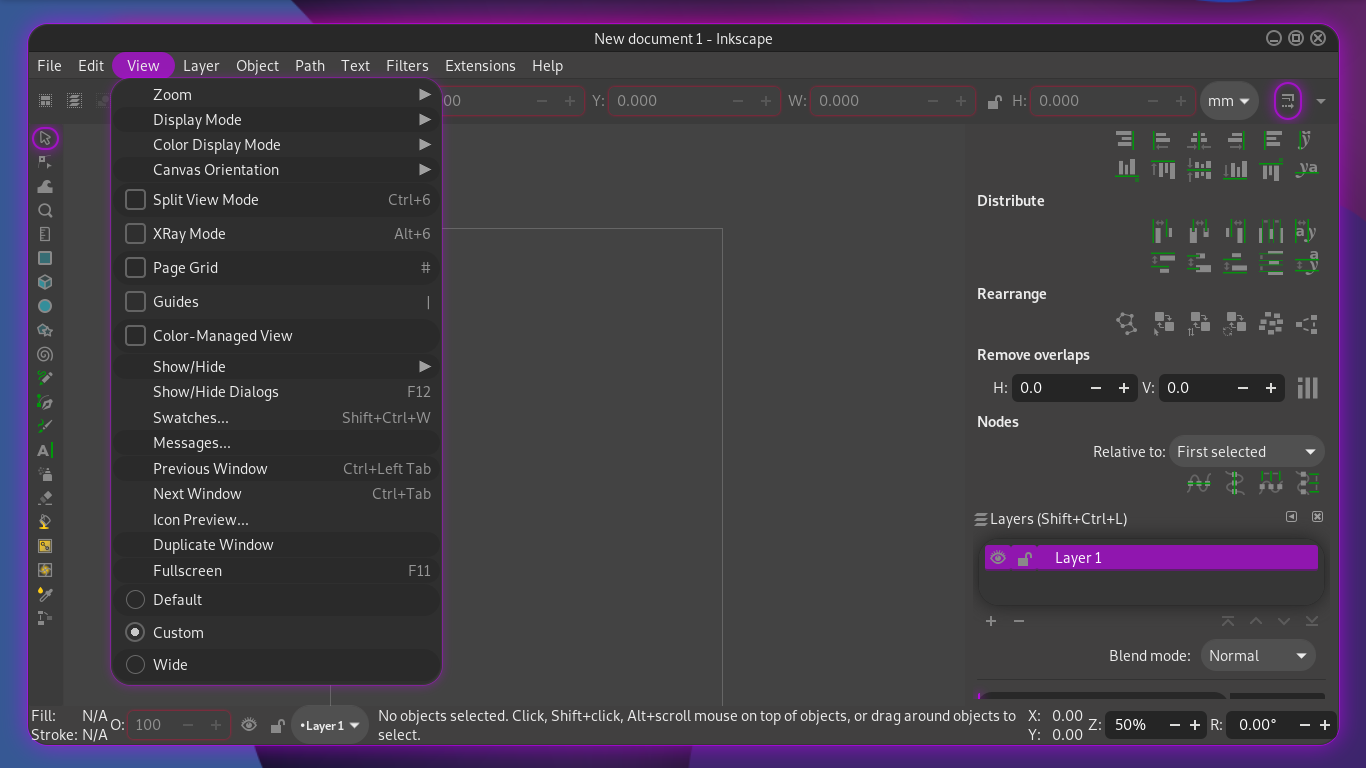 New document 1 - Inkscape
File Edit View Layer Object Path Text Filters Extensions Help
Zoom
Display Mode
Color Display Mode
Canvas Orientation
Split View Mode Ctrl+6
XRay Mode Alt+6
Page Grid #
Guides |
Color-Managed View
Show/Hide
Show/Hide Dialogs F12
Swatches... Shift+Ctrl+W
Messages...
Previous Window Ctrl+Left Tab
Next Window Ctrl+Tab
Icon Preview...
Duplicate Window
Fullscreen F11
Default
Custom
Wide
00 Y: 0.000 W: 0.000 H: 0.000 mm
Distribute
Rearrange
Remove overlaps
H: 0.0 V: 0.0
Nodes
Relative to: First selected
Layers (Shift+Ctrl+L)
Layer 1
Blend mode: Normal
Fill: N/A
Stroke: N/A
O: 100
•Layer 1
No objects selected. Click, Shift+click, Alt+scroll mouse on top of objects, or drag around objects to
select.
X: 0.00
Y: 0.00
Z: 50% R: 0.00°